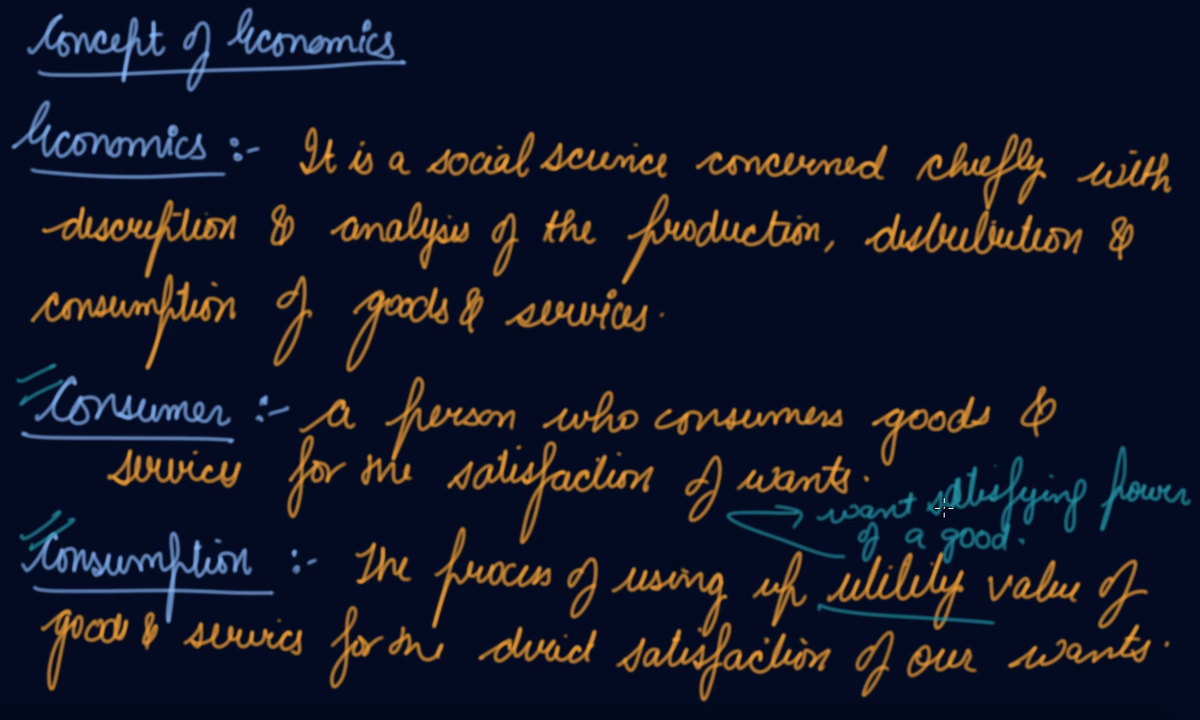 Concept of Economics
Economics :- It is a social science concerned chiefly with
description & analysis of the production, distribution &
consumption of goods & services.
Consumer :- a person who consumers goods &
services for the satisfaction of wants.
want satisfying power
of a good.
Consumption :- The process of using up utility value of
goods & services for the direct satisfaction of our wants.